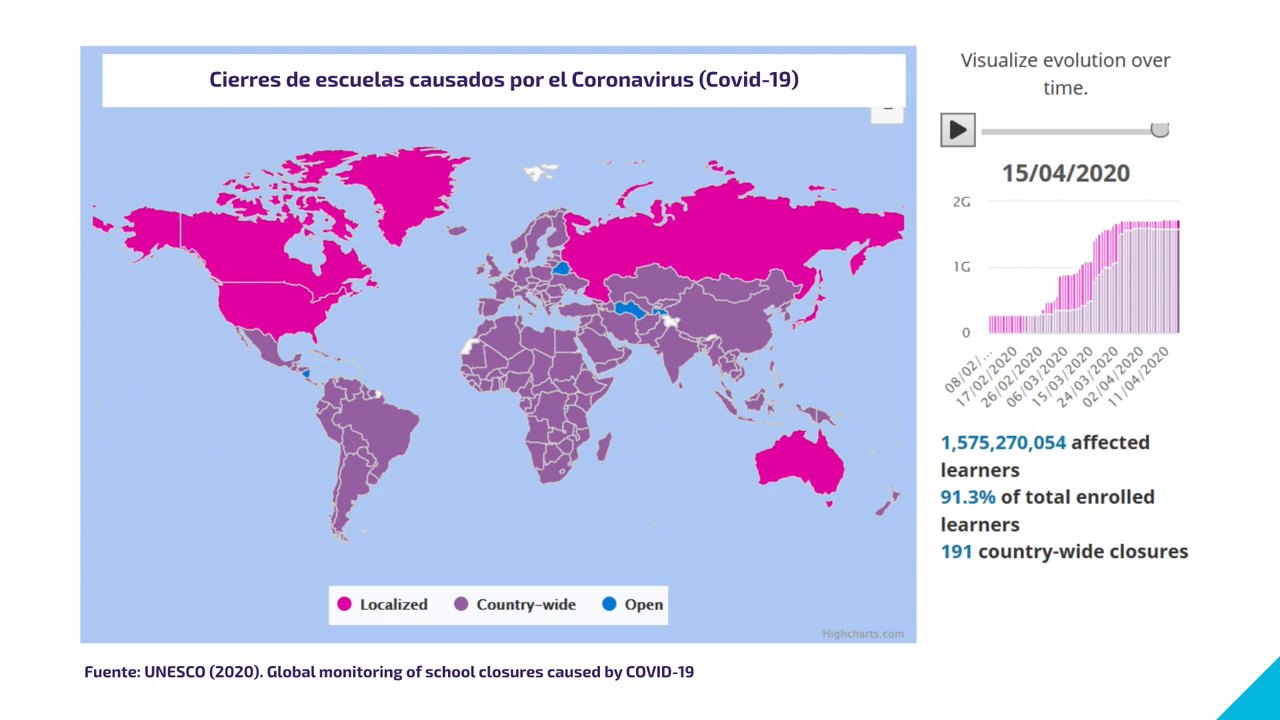 Cierres de escuelas causados por el Coronavirus (Covid-19)
Visualize evolution over
time.
15/04/2020
2G
1G
0
08/02/...
17/02/2020
26/02/2020
06/03/2020
15/03/2020
24/03/2020
02/04/2020
11/04/2020
1,575,270,054 affected
learners
91.3% of total enrolled
learners
191 country-wide closures
Localized
Country-wide
Open
Highcharts.com
Fuente: UNESCO (2020). Global monitoring of school closures caused by COVID-19